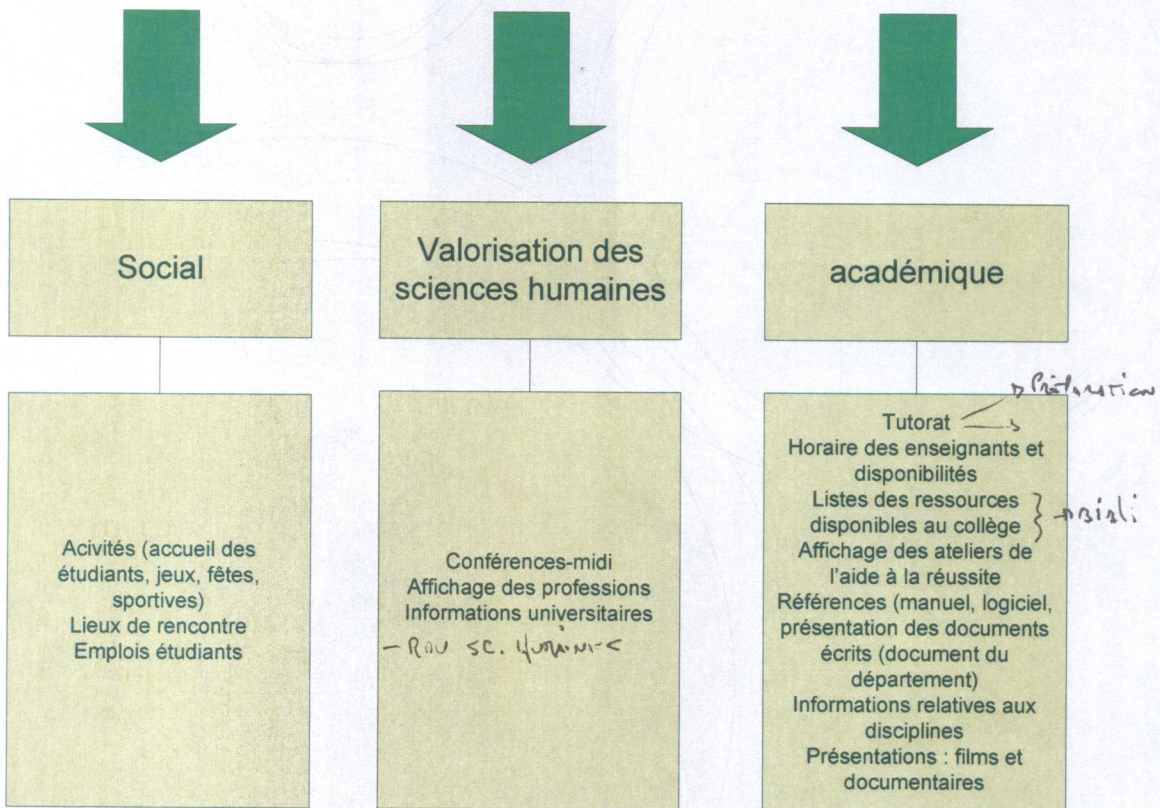 Social
Acivités (accueil des
étudiants, jeux, fêtes,
sportives)
Lieux de rencontre
Emplois étudiants
Valorisation des
sciences humaines
Conférences-midi
Affichage des professions
Informations universitaires
- RDV SC. HUMAINES
académique
Tutorat
Horaire des enseignants et
disponibilités
Listes des ressources
disponibles au collège
Bibli
Affichage des ateliers de
l'aide à la réussite
Références (manuel, logiciel,
présentation des documents
écrits (document du
département)
Informations relatives aux
disciplines
Présentations : films et
documentaires